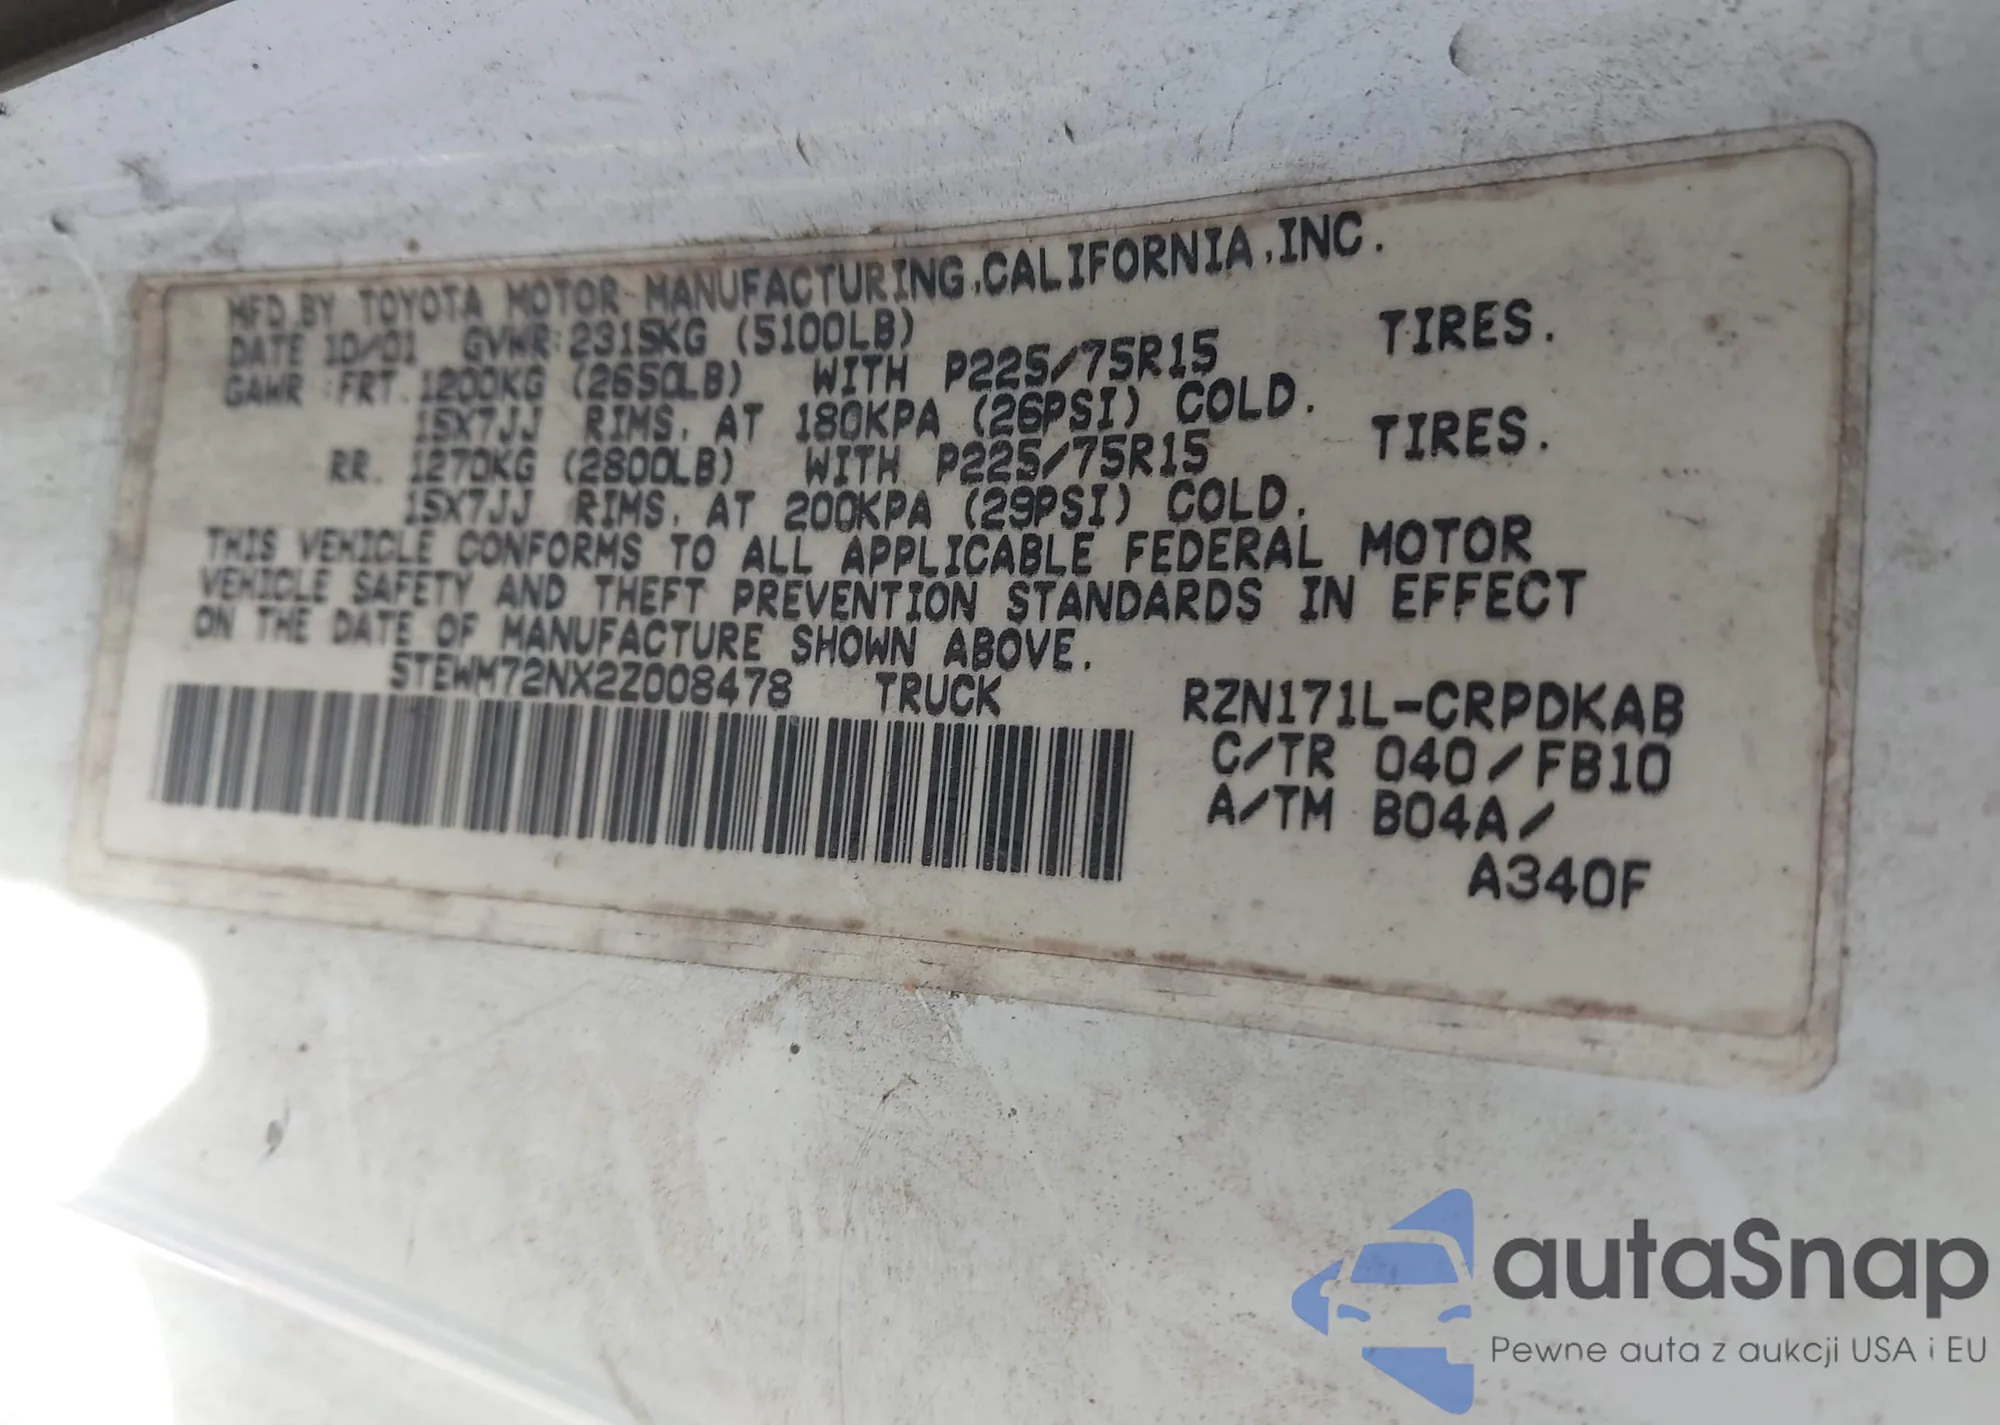 MFD.BY TOYOTA MOTOR MANUFACTURING,CALIFORNIA,INC.
DATE 10/01 GVWR:2315KG (5100LB)
GAWR :FRT. 1200KG (2650LB) WITH P225/75R15 TIRES.
15X7JJ RIMS, AT 180KPA (26PSI) COLD.
RR. 1270KG (2800LB) WITH P225/75R15 TIRES.
15X7JJ RIMS, AT 200KPA (29PSI) COLD.
THIS VEHICLE CONFORMS TO ALL APPLICABLE FEDERAL MOTOR
VEHICLE SAFETY AND THEFT PREVENTION STANDARDS IN EFFECT
ON THE DATE OF MANUFACTURE SHOWN ABOVE.
5TEWM72NX2Z008478 TRUCK RZN171L-CRPDKAB
C/TR 040/FB10
A/TM B04A/
A340F
autaSnap
Pewne auta z aukcji USA i EU